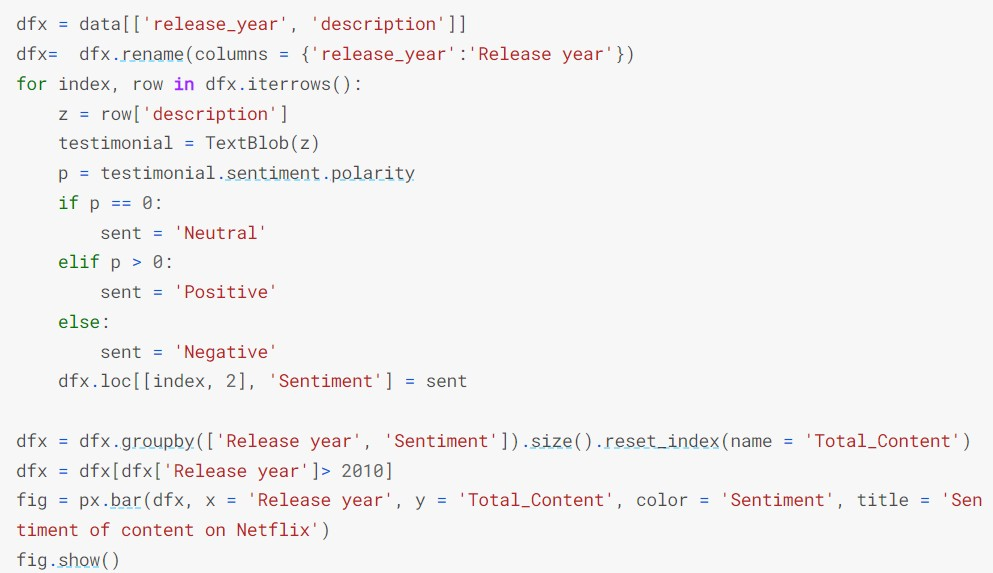 dfx = data[['release_year', 'description']]
dfx=  dfx.rename(columns = {'release_year':'Release year'})
for index, row in dfx.iterrows():
    z = row['description']
    testimonial = TextBlob(z)
    p = testimonial.sentiment.polarity
    if p == 0:
        sent = 'Neutral'
    elif p > 0:
        sent = 'Positive'
    else:
        sent = 'Negative'
    dfx.loc[[index, 2], 'Sentiment'] = sent

dfx = dfx.groupby(['Release year', 'Sentiment']).size().reset_index(name = 'Total_Content')
dfx = dfx[dfx['Release year']> 2010]
fig = px.bar(dfx, x = 'Release year', y = 'Total_Content', color = 'Sentiment', title = 'Sen
timent of content on Netflix')
fig.show()